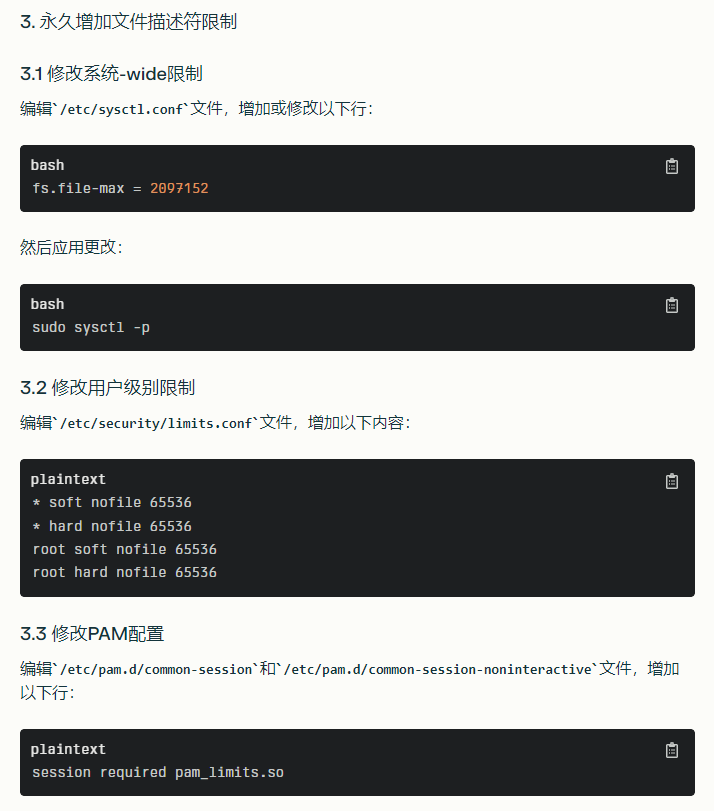 3. 永久增加文件描述符限制
3.1 修改系统-wide限制
编辑`/etc/sysctl.conf`文件，增加或修改以下行：
bash
fs.file-max = 2097152
然后应用更改：
bash
sudo sysctl -p
3.2 修改用户级别限制
编辑`/etc/security/limits.conf`文件，增加以下内容：
plaintext
* soft nofile 65536
* hard nofile 65536
root soft nofile 65536
root hard nofile 65536
3.3 修改PAM配置
编辑`/etc/pam.d/common-session`和`/etc/pam.d/common-session-noninteractive`文件，增加
以下行：
plaintext
session required pam_limits.so